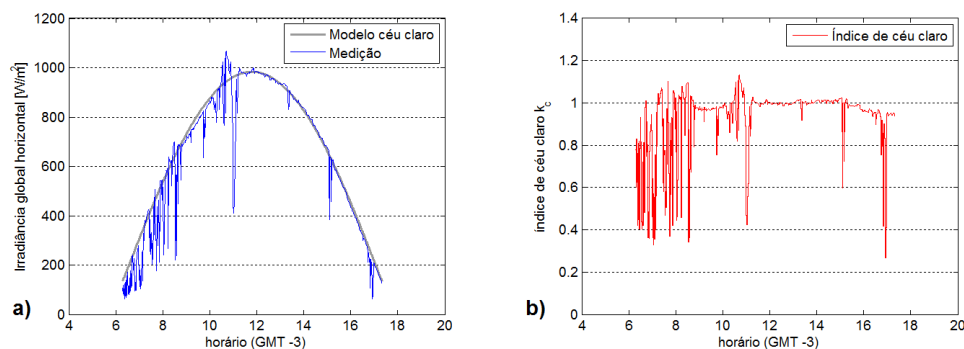 1200
1000
800
600
400
200
0
Irradiância global horizontal [W/m²]
Modelo céu claro
Medição
4 6 8 10 12 14 16 18 20
horário (GMT -3)
a)
1.4
1.2
1
0.8
0.6
0.4
0.2
0
índice de céu claro kc
Índice de céu claro
4 6 8 10 12 14 16 18 20
horário (GMT -3)
b)